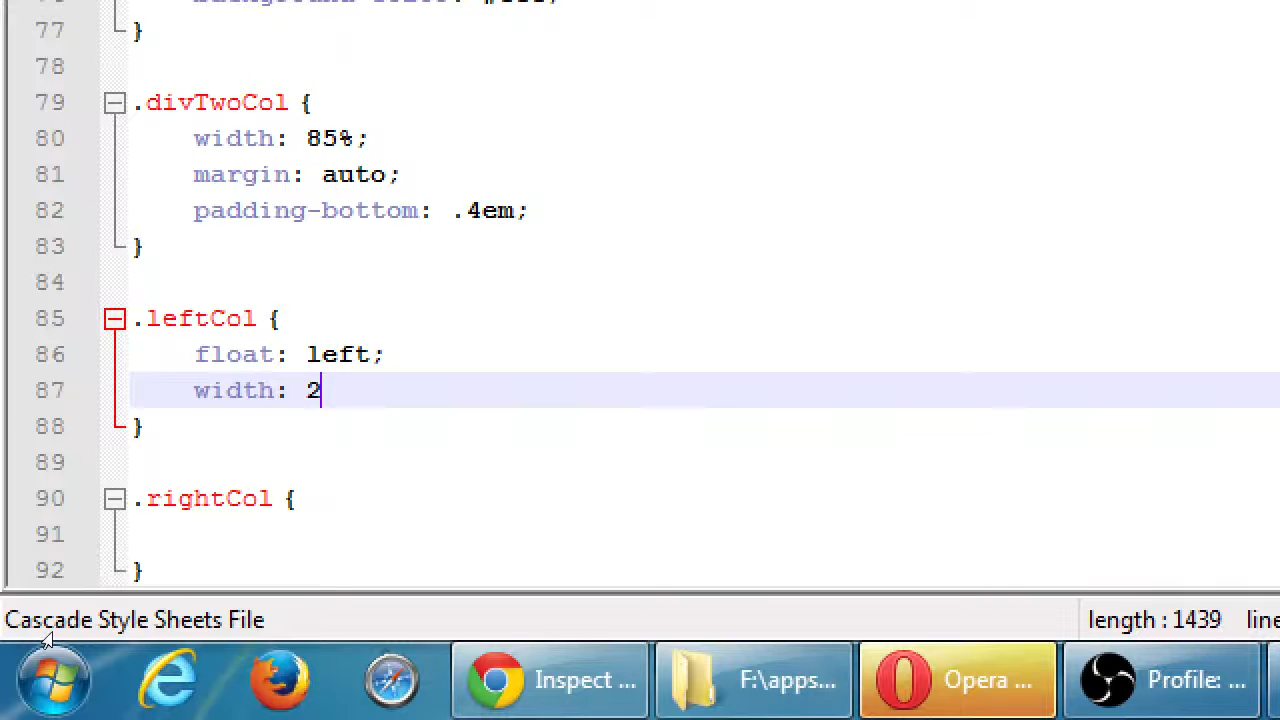 77 }
78
79 .divTwoCol {
80 width: 85%;
81 margin: auto;
82 padding-bottom: .4em;
83 }
84
85 .leftCol {
86 float: left;
87 width: 2
88 }
89
90 .rightCol {
91
92 }
Cascade Style Sheets File length : 1439 line
Inspect ... F:\apps... Opera ... Profile: ...